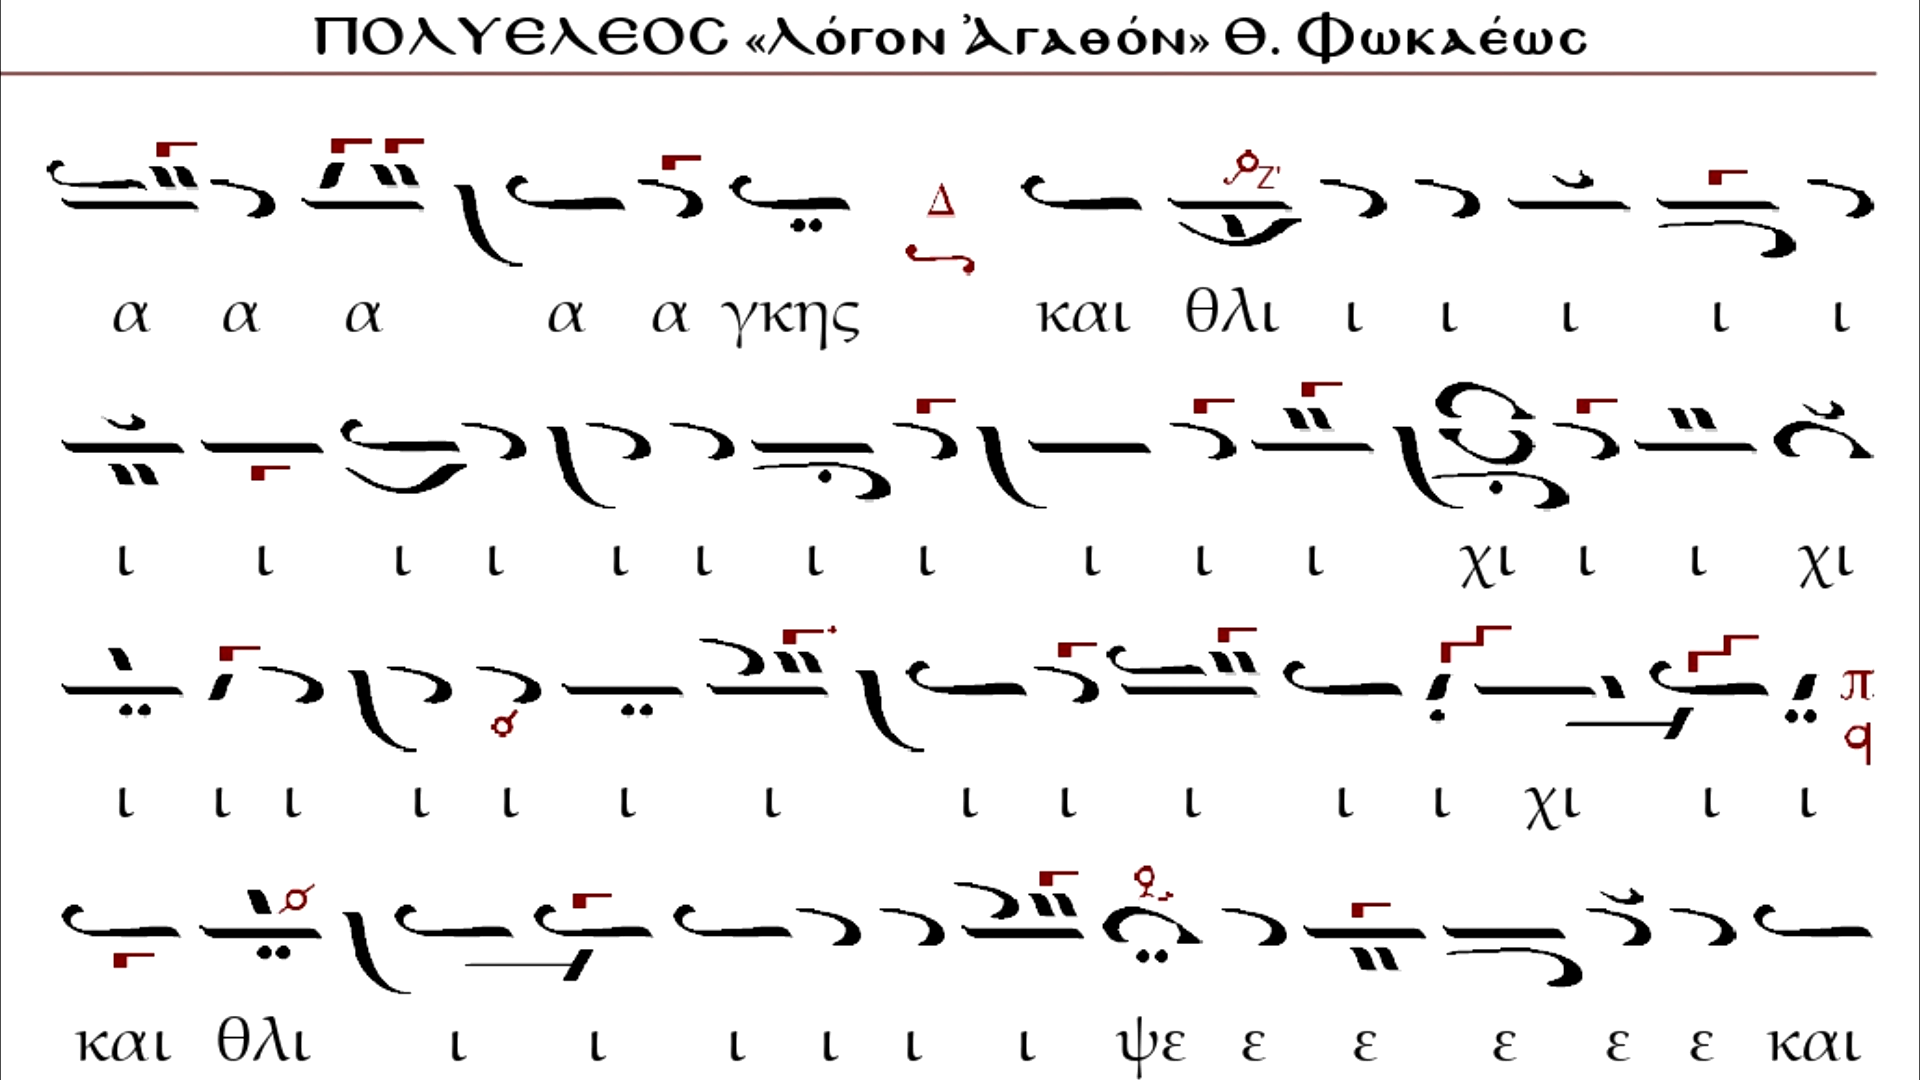 ΠΟΛΥΕΛΕΟΣ «Λόγον Ἀγαθόν» Θ. Φωκαέως
Δ
α α α α α γκης και θλι ι ι ι ι ι
ι ι ι ι ι ι ι ι ι ι ι χι ι ι χι
π
q
ι ι ι ι ι ι ι ι ι ι ι ι χι ι ι
και θλι ι ι ι ι ι ι ψε ε ε ε ε ε και